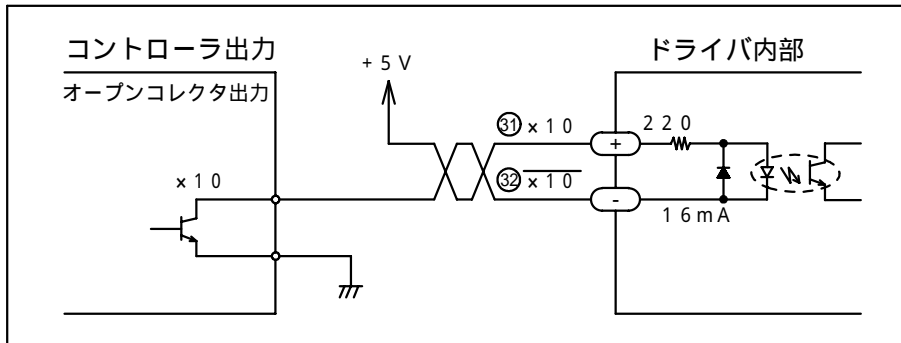 コントローラ出力
オープンコレクタ出力
×10
+5V
㉛×10
㉜×10
ドライバ内部
220
+
-
16mA